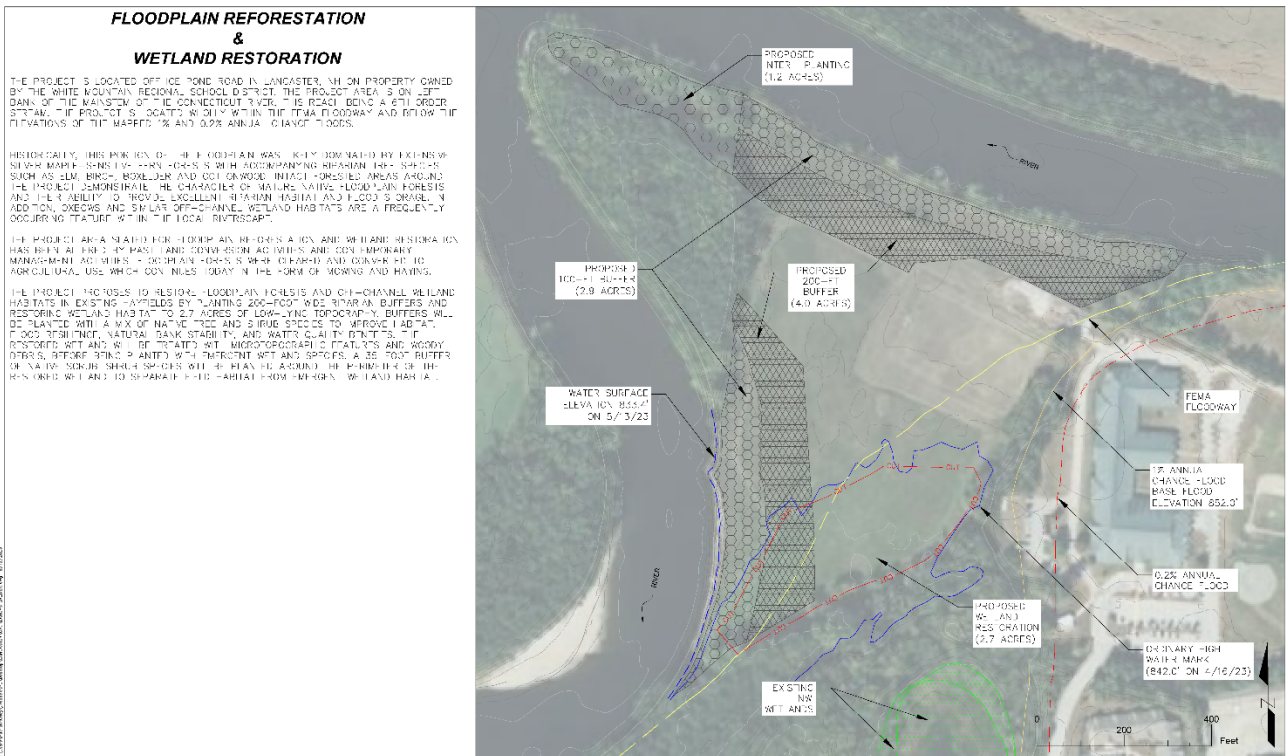 FLOODPLAIN REFORESTATION
&
WETLAND RESTORATION
THE PROJECT IS LOCATED OFF ICE POND ROAD IN LANCASTER, NH ON PROPERTY OWNED
BY THE WHITE MOUNTAIN REGIONAL SCHOOL DISTRICT. THE PROJECT AREA IS ON LEFT
BANK OF THE MAINSTEM OF THE CONNECTICUT RIVER, THIS REACH BEING A 6TH ORDER
STREAM. THE PROJECT IS LOCATED WHOLLY WITHIN THE FEMA FLOODWAY AND BELOW THE
ELEVATIONS OF THE MAPPED 1% AND 0.2% ANNUAL CHANCE FLOODS.
HISTORICALLY, THIS PORTION OF THE FLOODPLAIN WAS LIKELY DOMINATED BY EXTENSIVE
SILVER MAPLE-SENSITIVE FERN FORESTS WITH ACCOMPANYING RIPARIAN TREE SPECIES
SUCH AS ELM, BIRCH, BOXELDER AND COTTONWOOD. INTACT FORESTED AREAS AROUND
THE PROJECT DEMONSTRATE THE CHARACTER OF MATURE NATIVE FLOODPLAIN FORESTS
AND THEIR ABILITY TO PROVIDE EXCELLENT RIPARIAN HABITAT AND FLOOD STORAGE. IN
ADDITION, OXBOWS AND SIMILAR OFF-CHANNEL WETLAND HABITATS ARE A FREQUENTLY
OCCURRING FEATURE WITHIN THE LOCAL RIVERSCAPE.
THE PROJECT AREA SLATED FOR FLOODPLAIN REFORESTATION AND WETLAND RESTORATION
HAS BEEN ALTERED BY PAST LAND CONVERSION ACTIVITIES AND CONTEMPORARY
MANAGEMENT ACTIVITIES. FLOODPLAIN FORESTS WERE CLEARED AND CONVERTED TO
AGRICULTURAL USE WHICH CONTINUES TODAY IN THE FORM OF MOWING AND HAYING.
THE PROJECT PROPOSES TO RESTORE FLOODPLAIN FORESTS AND OFF-CHANNEL WETLAND
HABITATS IN EXISTING HAYFIELDS BY PLANTING 200-FOOT WIDE RIPARIAN BUFFERS AND
RESTORING WETLAND HABITAT TO 2.7 ACRES OF LOW-LYING TOPOGRAPHY. BUFFERS WILL
BE PLANTED WITH A MIX OF NATIVE TREE AND SHRUB SPECIES TO IMPROVE HABITAT,
FLOOD RESILIENCE, NATURAL BANK STABILITY, AND WATER QUALITY BENEFITS. THE
RESTORED WETLAND WILL BE TREATED WITH MICROTOPOGRAPHIC FEATURES AND WOODY
DEBRIS, BEFORE BEING PLANTED WITH EMERGENT WETLAND SPECIES. A 35-FOOT BUFFER
OF NATIVE SCRUB-SHRUB SPECIES WILL BE PLANTED AROUND THE PERIMETER OF THE
RESTORED WETLAND TO SEPARATE FIELD HABITAT FROM EMERGENT WETLAND HABITAT.
PROPOSED
INTERPLANTING
(1.2 ACRES)
RIVER
PROPOSED
100-FT BUFFER
(2.9 ACRES)
PROPOSED
200-FT
BUFFER
(4.0 ACRES)
WATER SURFACE
ELEVATION 833.4'
ON 5/13/23
FEMA
FLOODWAY
1% ANNUAL
CHANCE FLOOD
BASE FLOOD
ELEVATION 852.0'
0.2% ANNUAL
CHANCE FLOOD
CUT
CUT
CUT
CUT
CUT
CUT
CUT
CUT
RIVER
PROPOSED
WETLAND
RESTORATION
(2.7 ACRES)
ORDINARY HIGH
WATER MARK
(842.0' ON 4/16/23)
EXISTING
NWI
WETLANDS
0
200
400
Feet